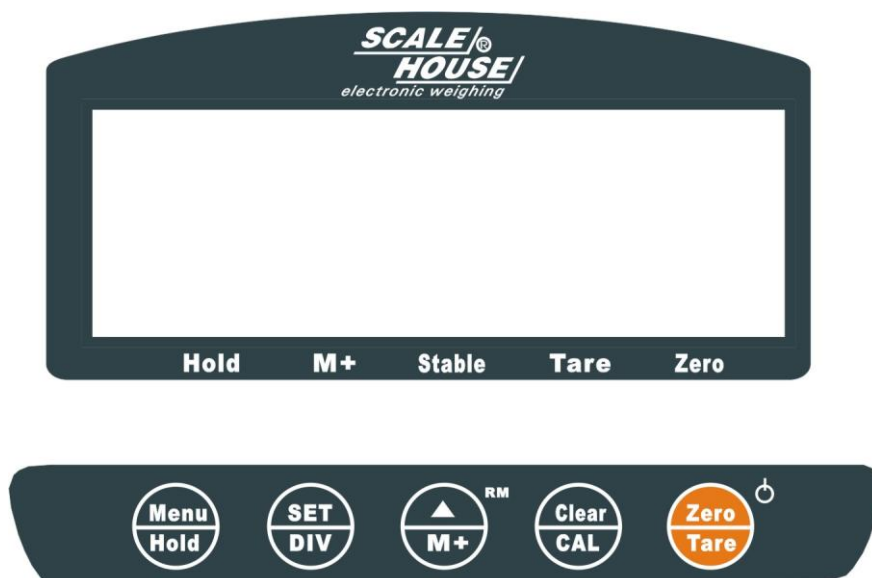 SCALE ®
HOUSE
electronic weighing
Hold M+ Stable Tare Zero
RM
Menu SET Clear Zero
Hold DIV M+ CAL Tare